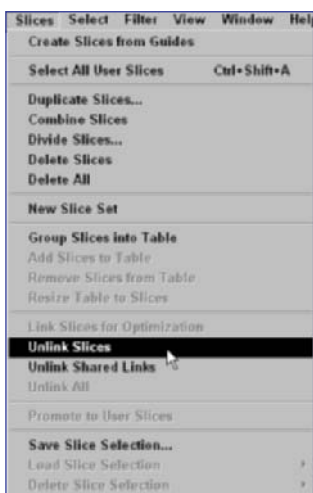 Slices Select Filter View Window Help
Create Slices from Guides
Select All User Slices Ctrl+Shift+A
Duplicate Slices...
Combine Slices
Divide Slices...
Delete Slices
Delete All
New Slice Set
Group Slices into Table
Add Slices to Table
Remove Slices from Table
Resize Table to Slices
Link Slices for Optimization
Unlink Slices
Unlink Shared Links
Unlink All
Promote to User Slices
Save Slice Selection...
Load Slice Selection
Delete Slice Selection